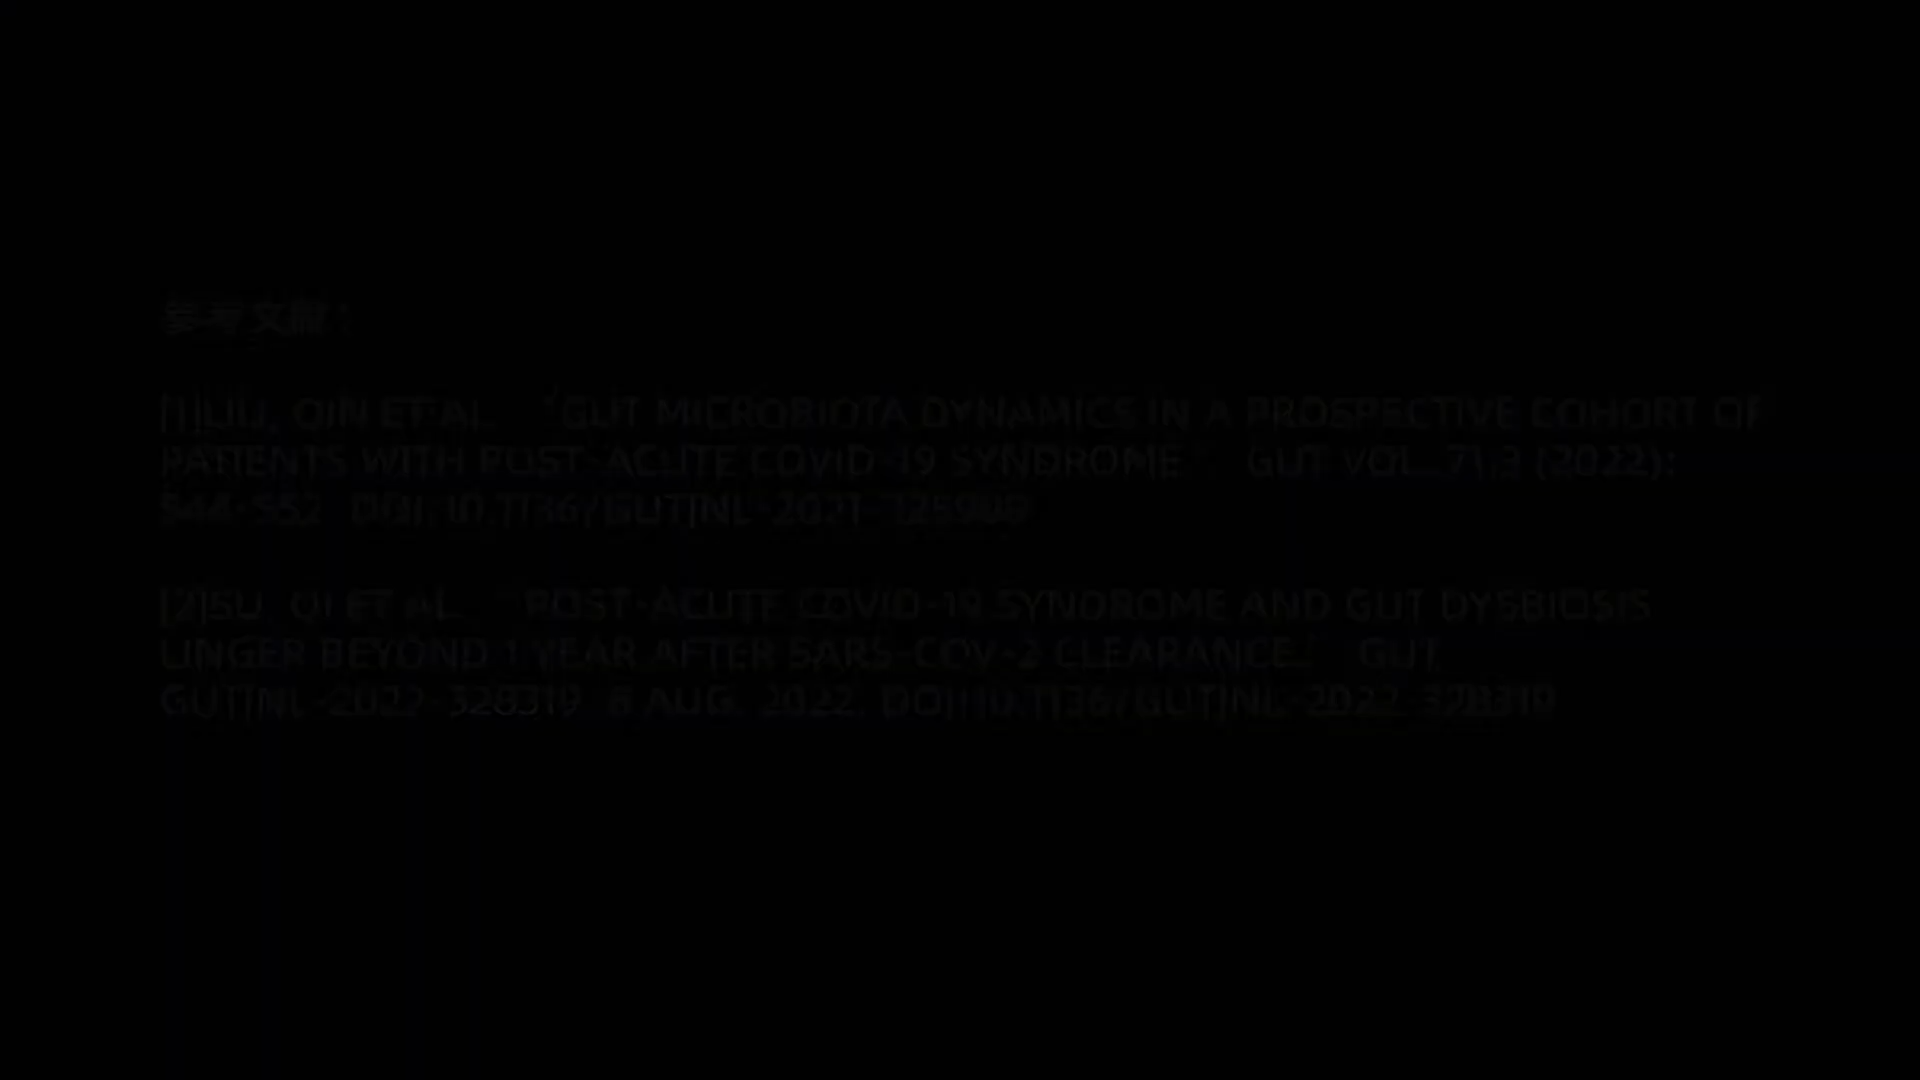 参考文献：
[1]LIU, QIN ET AL. “GUT MICROBIOTA DYNAMICS IN A PROSPECTIVE COHORT OF
PATIENTS WITH POST-ACUTE COVID-19 SYNDROME.” GUT VOL. 71,3 (2022):
544-552. DOI:10.1136/GUTJNL-2021-325989
[2]SU, QI ET AL. “POST-ACUTE COVID-19 SYNDROME AND GUT DYSBIOSIS
LINGER BEYOND 1 YEAR AFTER SARS-COV-2 CLEARANCE.” GUT
GUTJNL-2022-328319. 8 AUG. 2022, DOI:10.1136/GUTJNL-2022-328319